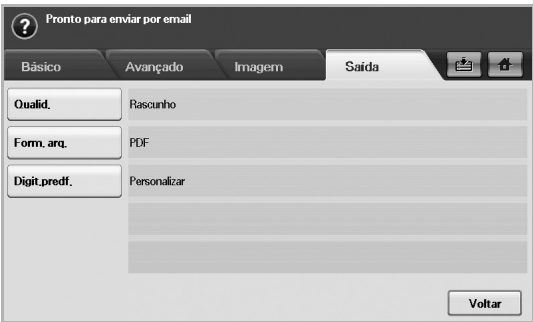 Pronto para enviar por email
Básico Avançado Imagem Saída
Qualid. Rascunho
Form. arq. PDF
Digit.predf. Personalizar
Voltar